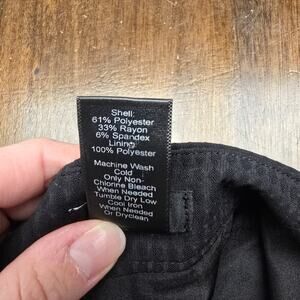 Shell:
61% Polyester
33% Rayon
6% Spandex
Lining:
100% Polyester
Machine Wash
Cold
Only Non-
Chlorine Bleach
When Needed
Tumble Dry Low
Cool Iron
When Needed
Or Dryclean